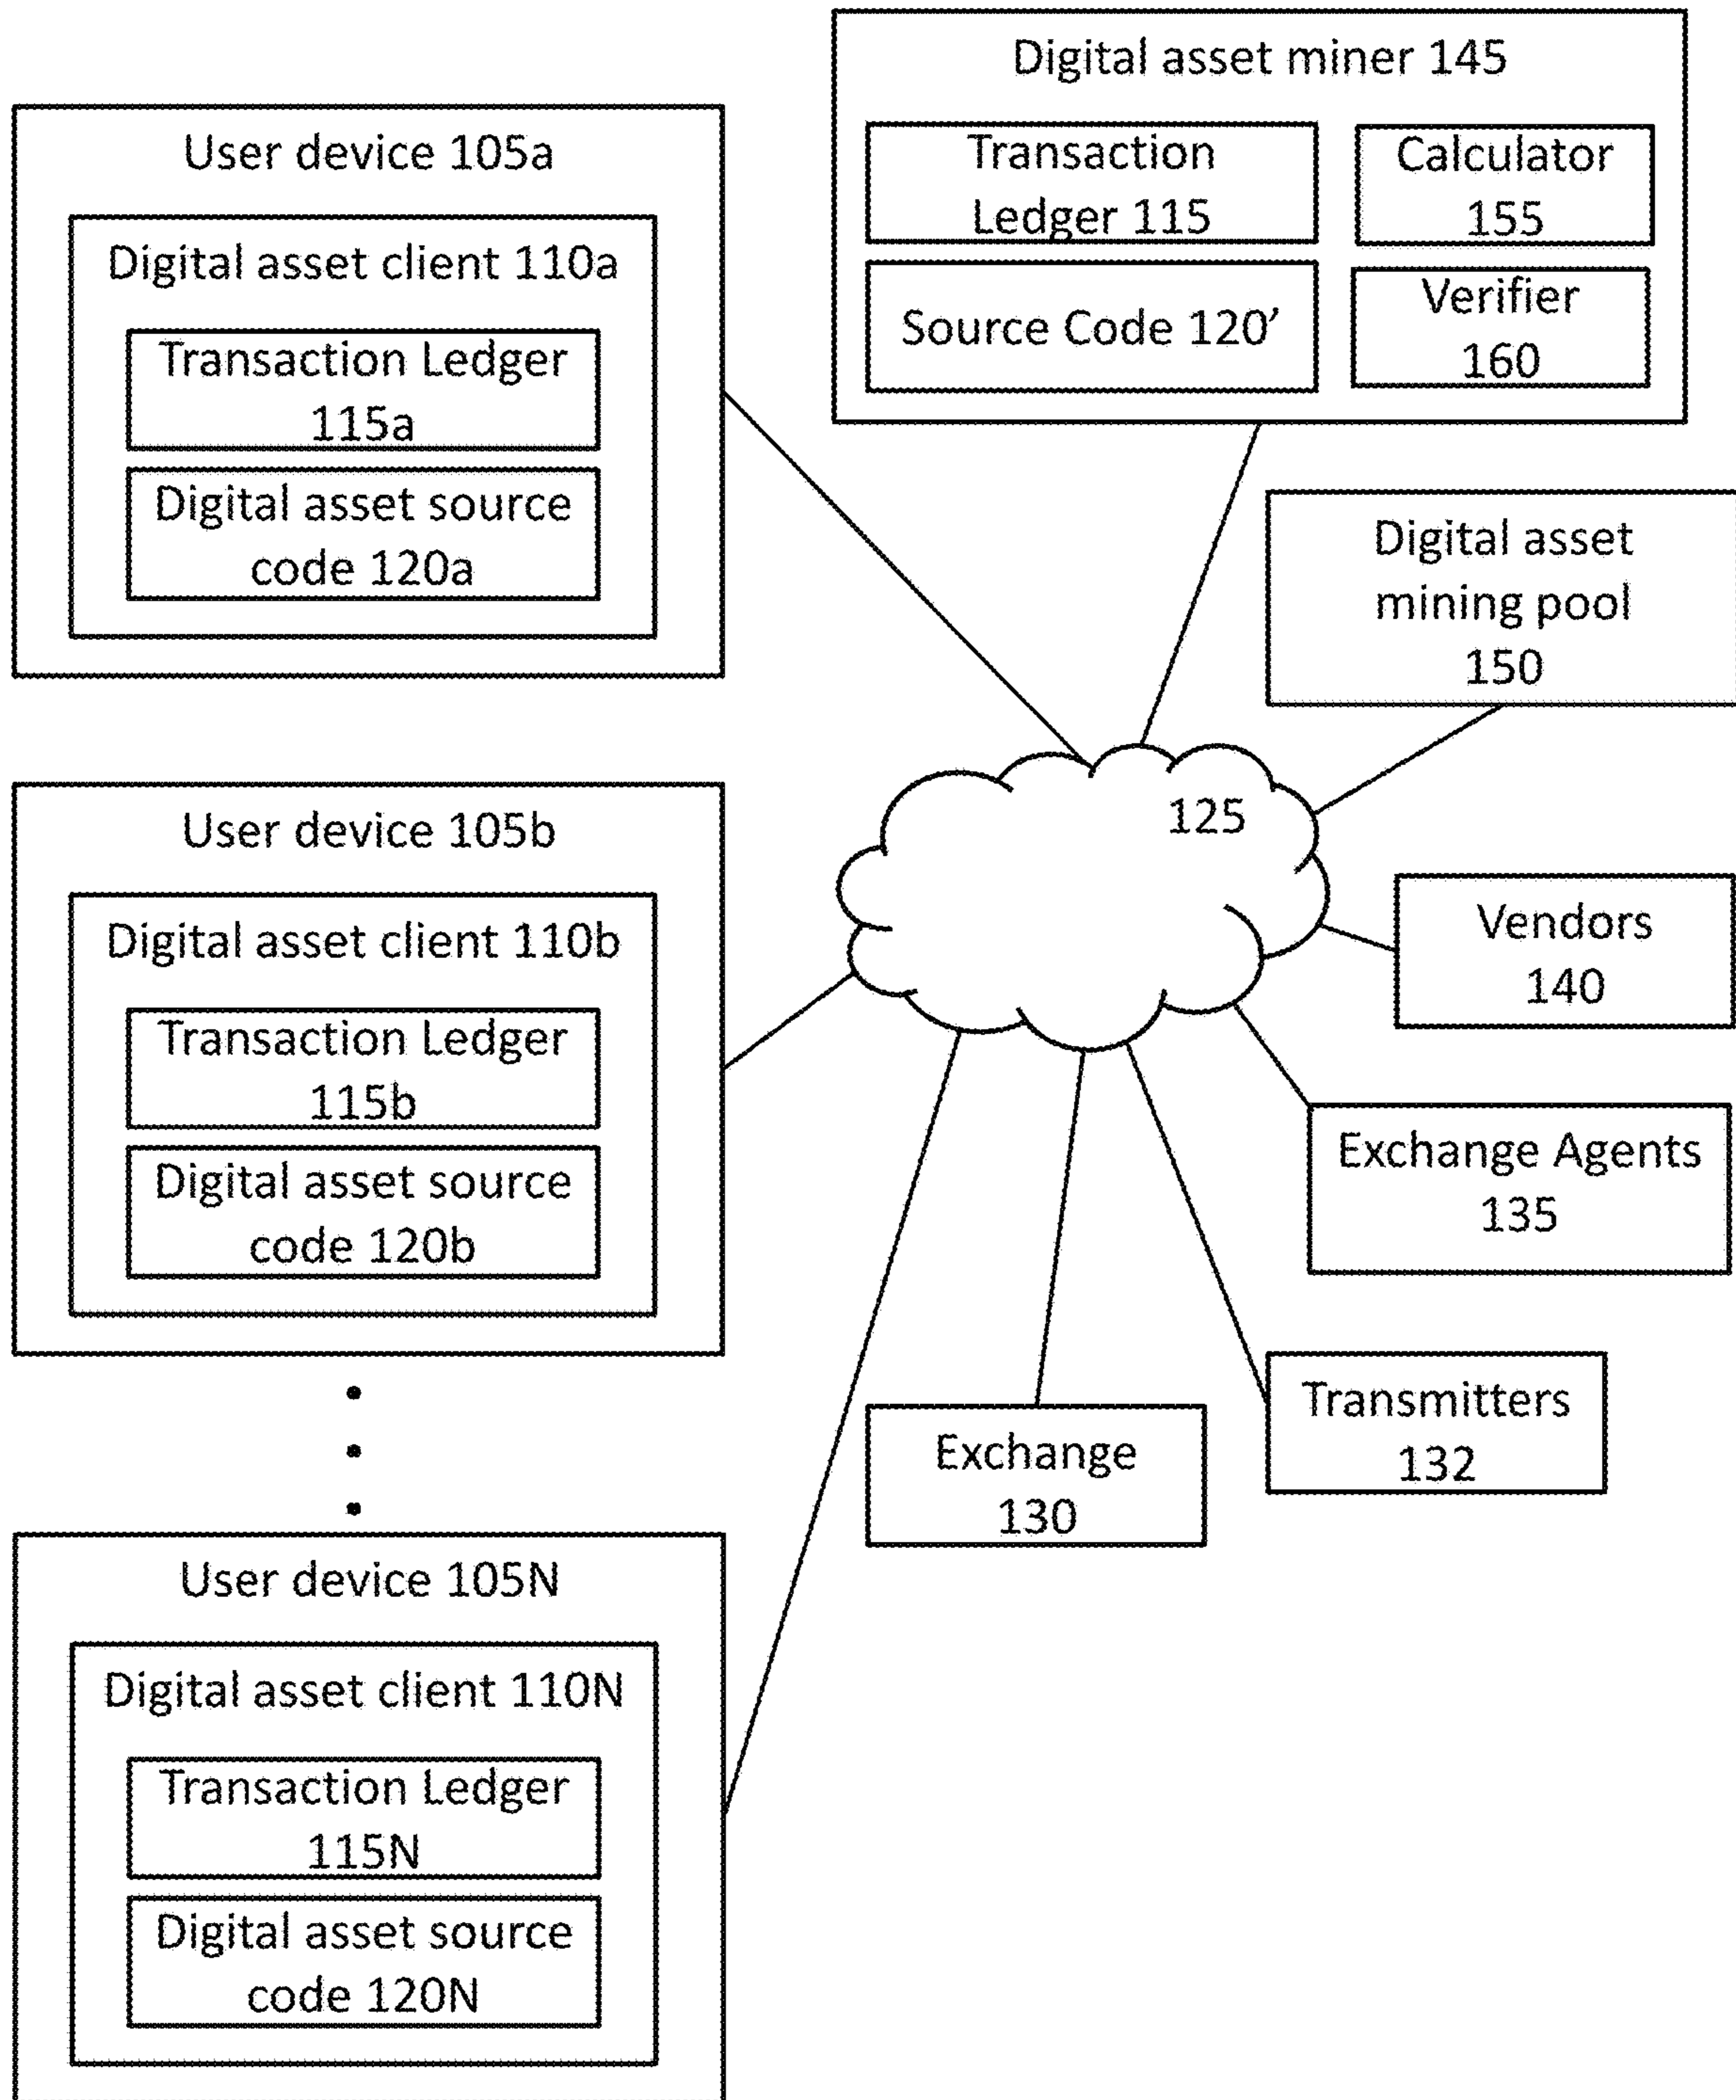 Digital asset miner 145
Transaction
Ledger 115
Calculator
155
Source Code 120’
Verifier
160
User device 105a
Digital asset client 110a
Transaction Ledger
115a
Digital asset source
code 120a
Digital asset
mining pool
150
125
User device 105b
Digital asset client 110b
Transaction Ledger
115b
Digital asset source
code 120b
Vendors
140
Exchange Agents
135
Transmitters
132
Exchange
130
User device 105N
Digital asset client 110N
Transaction Ledger
115N
Digital asset source
code 120N